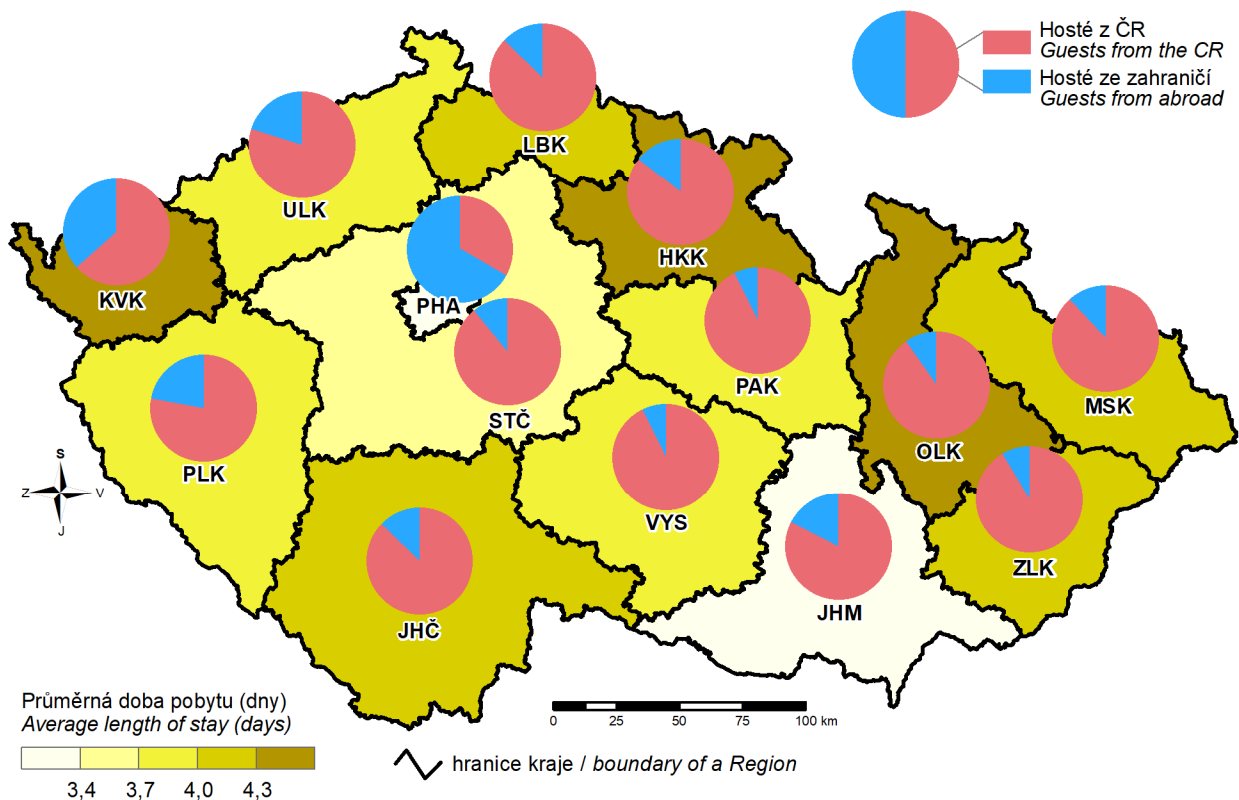 Hosté z ČR
Guests from the CR
Hosté ze zahraničí
Guests from abroad
LBK
ULK
HKK
KVK
PHA
PAK
MSK
STČ
OLK
PLK
S
Z V
J
VYS
ZLK
JHM
JHČ
Průměrná doba pobytu (dny)
Average length of stay (days)
3,4 3,7 4,0 4,3
0 25 50 75 100 km
hranice kraje / boundary of a Region